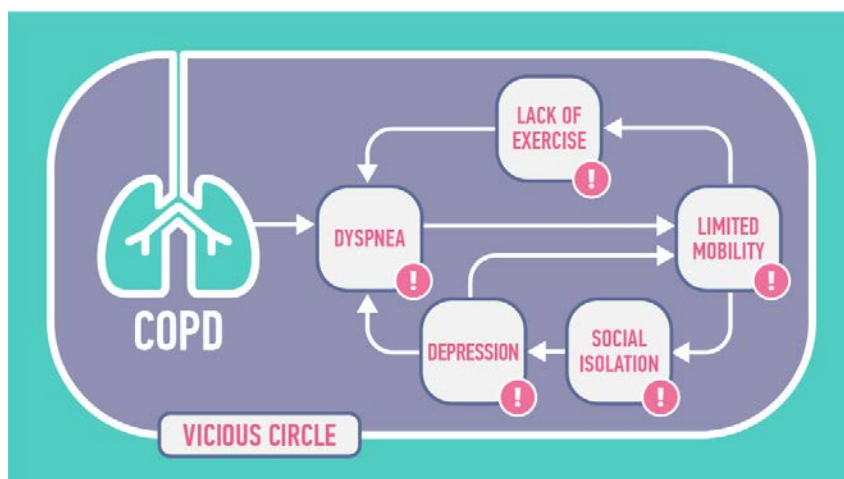 LACK OF
EXERCISE
!
DYSPNEA
!
LIMITED
MOBILITY
!
COPD
DEPRESSION
!
SOCIAL
ISOLATION
!
VICIOUS CIRCLE